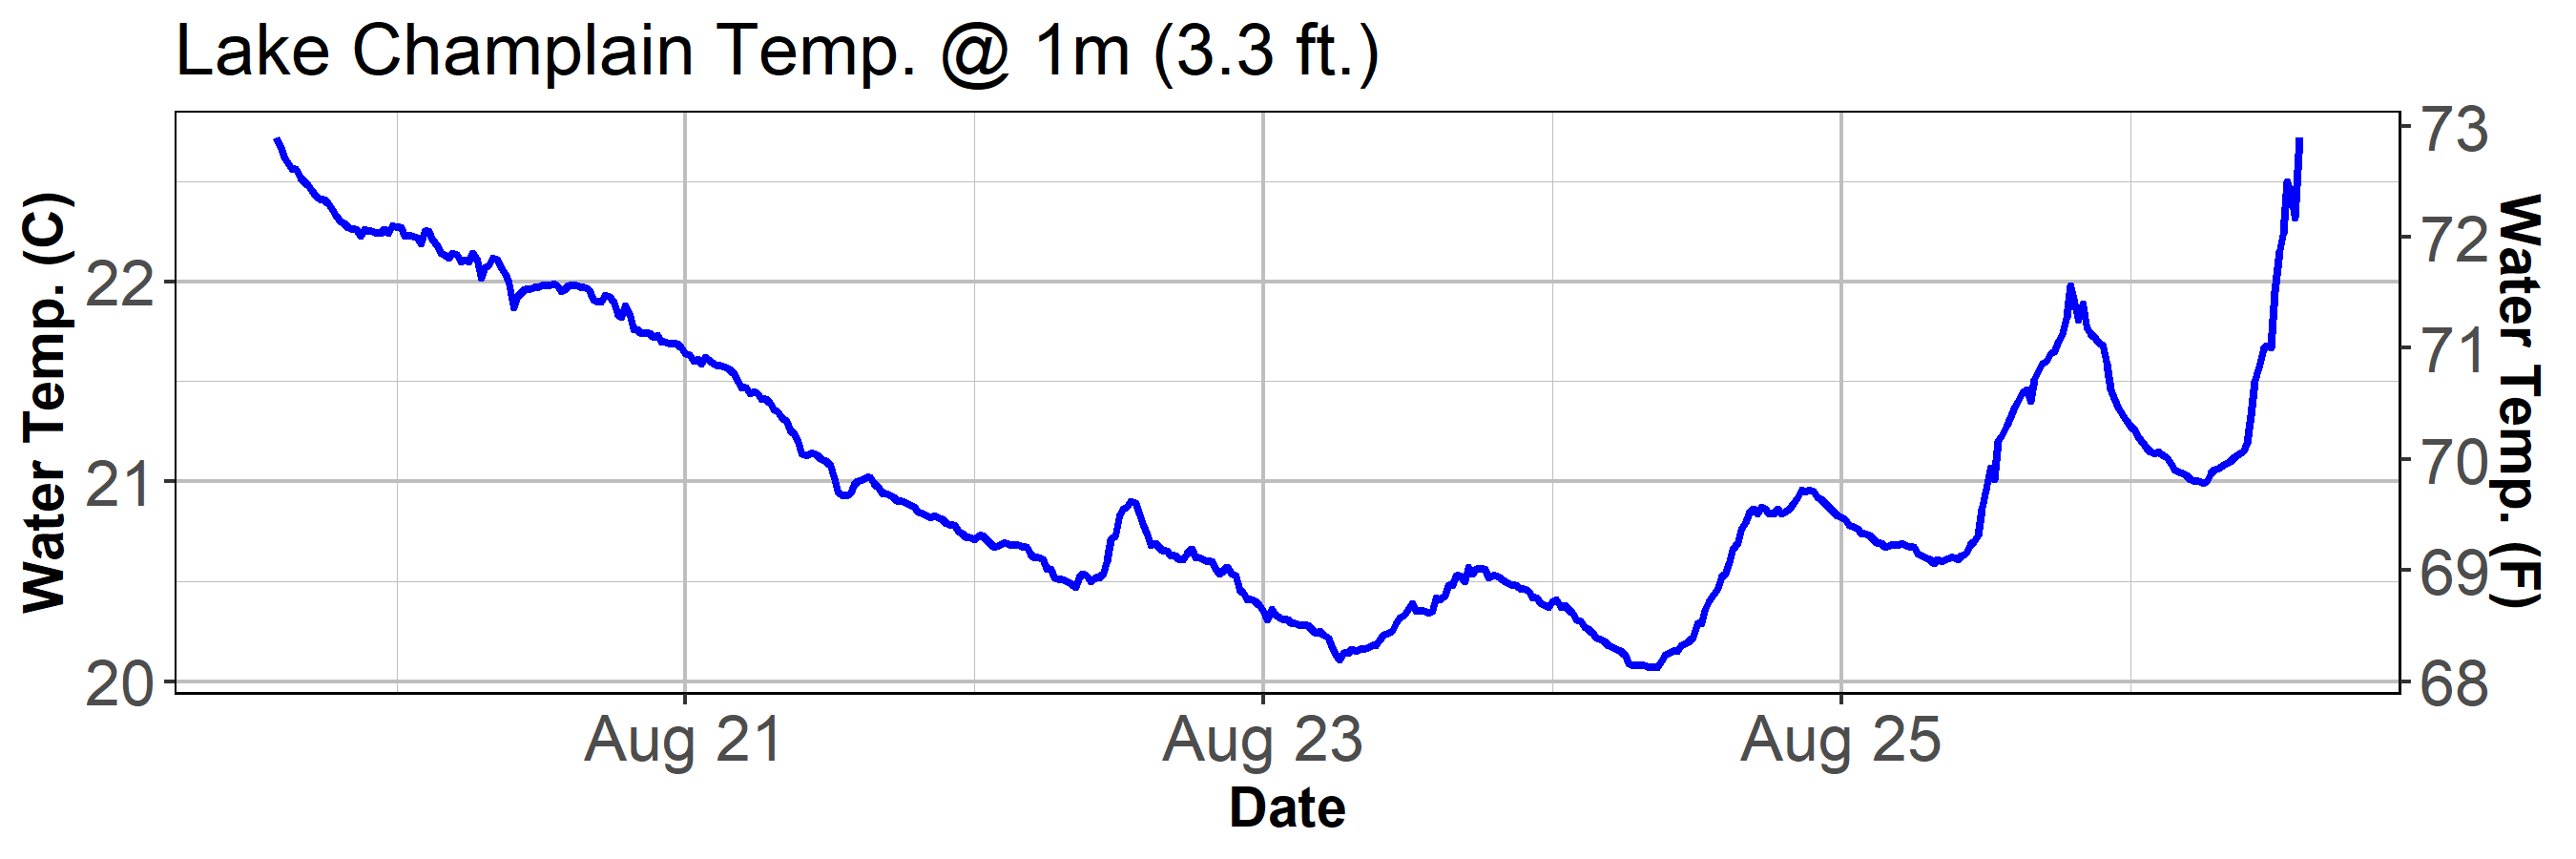 Lake Champlain Temp. @ 1m (3.3 ft.)
Water Temp. (C)
22
21
20
73
72
71
70
69
68
Water Temp. (F)
Aug 21
Aug 23
Aug 25
Date